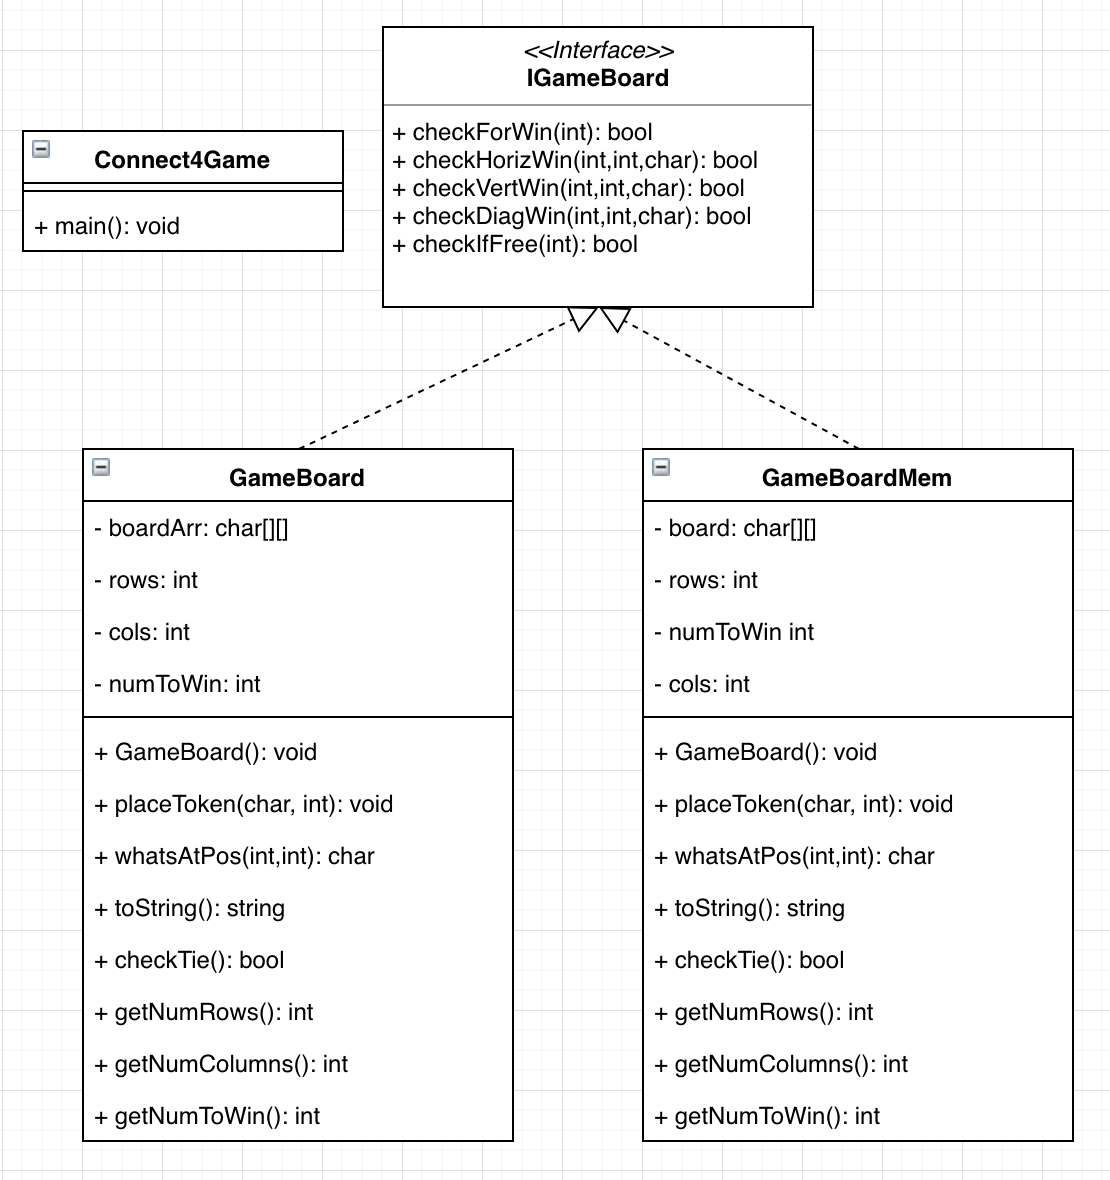 <<Interface>>
IGameBoard
+ checkForWin(int): bool
+ checkHorizWin(int,int,char): bool
+ checkVertWin(int,int,char): bool
+ checkDiagWin(int,int,char): bool
+ checkIfFree(int): bool
Connect4Game
+ main(): void
GameBoard
- boardArr: char[][]
- rows: int
- cols: int
- numToWin: int
+ GameBoard(): void
+ placeToken(char, int): void
+ whatsAtPos(int,int): char
+ toString(): string
+ checkTie(): bool
+ getNumRows(): int
+ getNumColumns(): int
+ getNumToWin(): int
GameBoardMem
- board: char[][]
- rows: int
- numToWin int
- cols: int
+ GameBoard(): void
+ placeToken(char, int): void
+ whatsAtPos(int,int): char
+ toString(): string
+ checkTie(): bool
+ getNumRows(): int
+ getNumColumns(): int
+ getNumToWin(): int